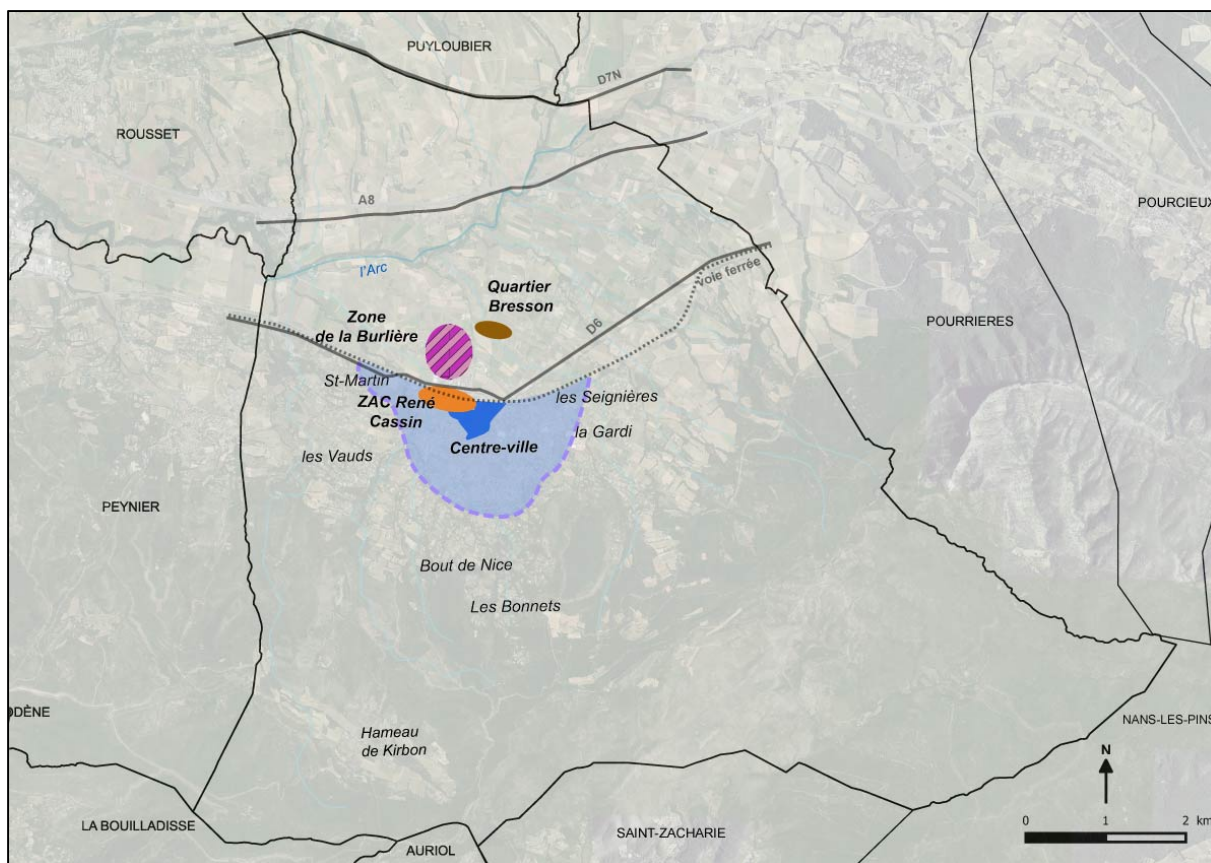 PUYLOUBIER
D7N
ROUSSET
A8
POURCIEUX
l'Arc
voie ferrée
Quartier
Bresson
Zone
de la Burlière
D6
POURRIERES
St-Martin
ZAC René
Cassin
les Seignières
la Gardi
Centre-ville
les Vauds
PEYNIER
Bout de Nice
Les Bonnets
Hameau
de Kirbon
NANS-LES-PINS
N
0 1 2 km
LA BOUILLADISSE
SAINT-ZACHARIE
AURIOL